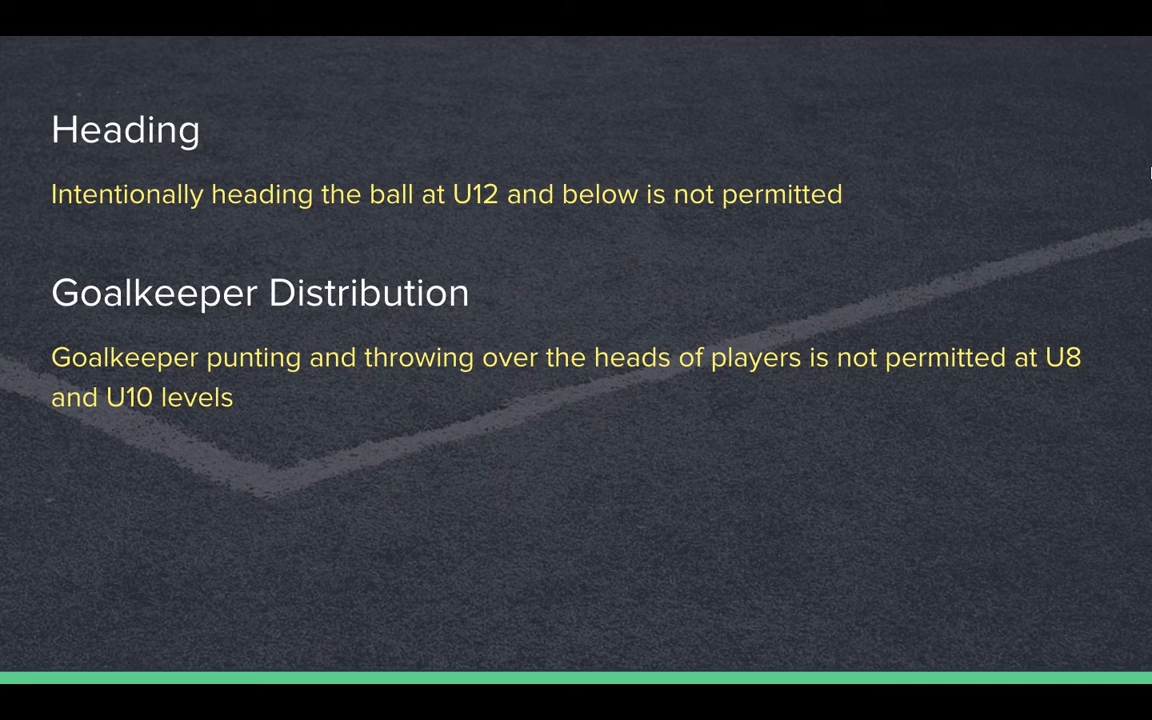 Heading
Intentionally heading the ball at U12 and below is not permitted
Goalkeeper Distribution
Goalkeeper punting and throwing over the heads of players is not permitted at U8
and U10 levels